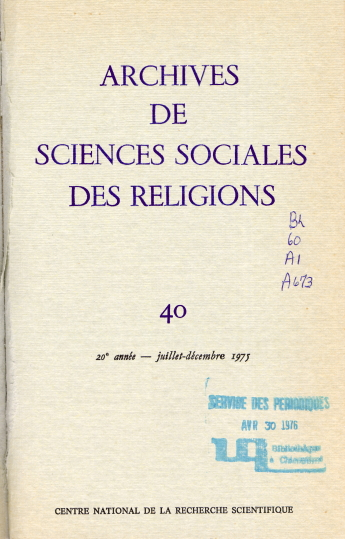 ARCHIVES
DE
SCIENCES SOCIALES
DES RELIGIONS
BL
60
A1
A673
40
20e année — juillet-décembre 1975
SERVICE DES PERIODIQUES
AVR 30 1976
Bibliothèque
CENTRE NATIONAL DE LA RECHERCHE SCIENTIFIQUE